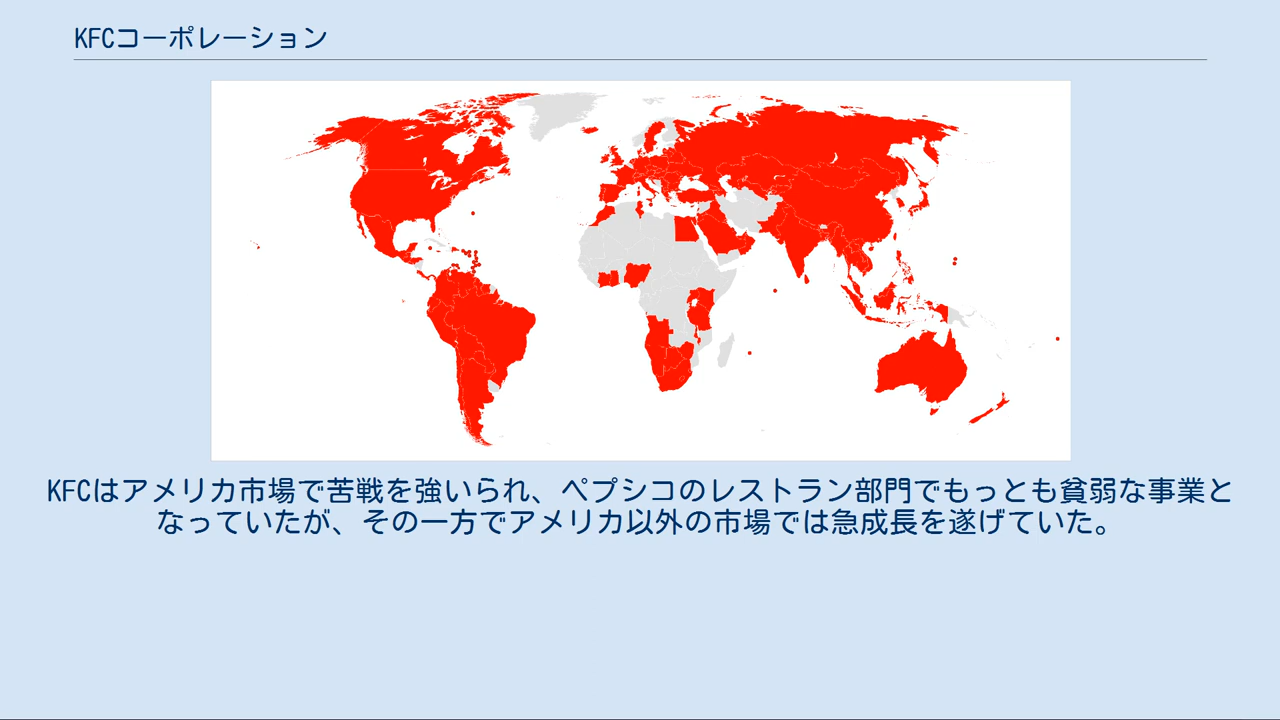 KFCコーポレーション
KFCはアメリカ市場で苦戦を強いられ、ペプシコのレストラン部門でもっとも貧弱な事業と
なっていたが、その一方でアメリカ以外の市場では急成長を遂げていた。